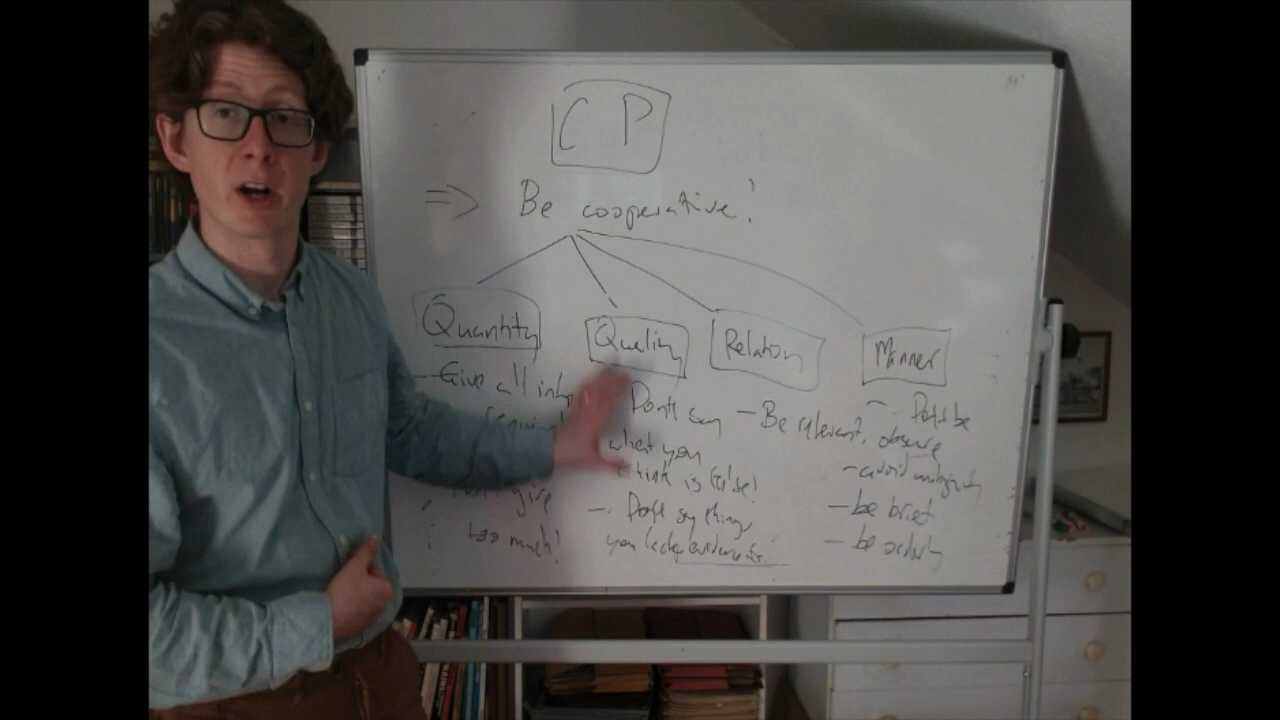 C P
=> Be cooperative!
Quantity
Quality
Relation
Manner
- Give all info
give
too much!
Don't say
what you
think is false!
- Don't say things
you lack evidence for.
- Be relevant.
- Don't be
obscure
- avoid ambiguity
- be brief
- be orderly